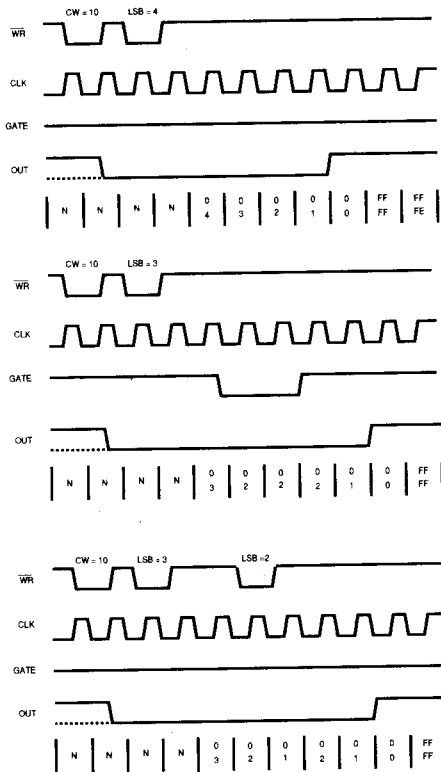 CW = 10 LSB = 4
WR
CLK
GATE
OUT
N N N N 0 0 0 0 0 FF FF
4 3 2 1 0 FF FE
CW = 10 LSB = 3
WR
CLK
GATE
OUT
N N N N 0 0 0 0 0 0 FF
3 2 2 2 1 0 FF
CW = 10 LSB = 3 LSB =2
WR
CLK
GATE
OUT
N N N N 0 0 0 0 0 0 FF
3 2 1 2 1 0 FF